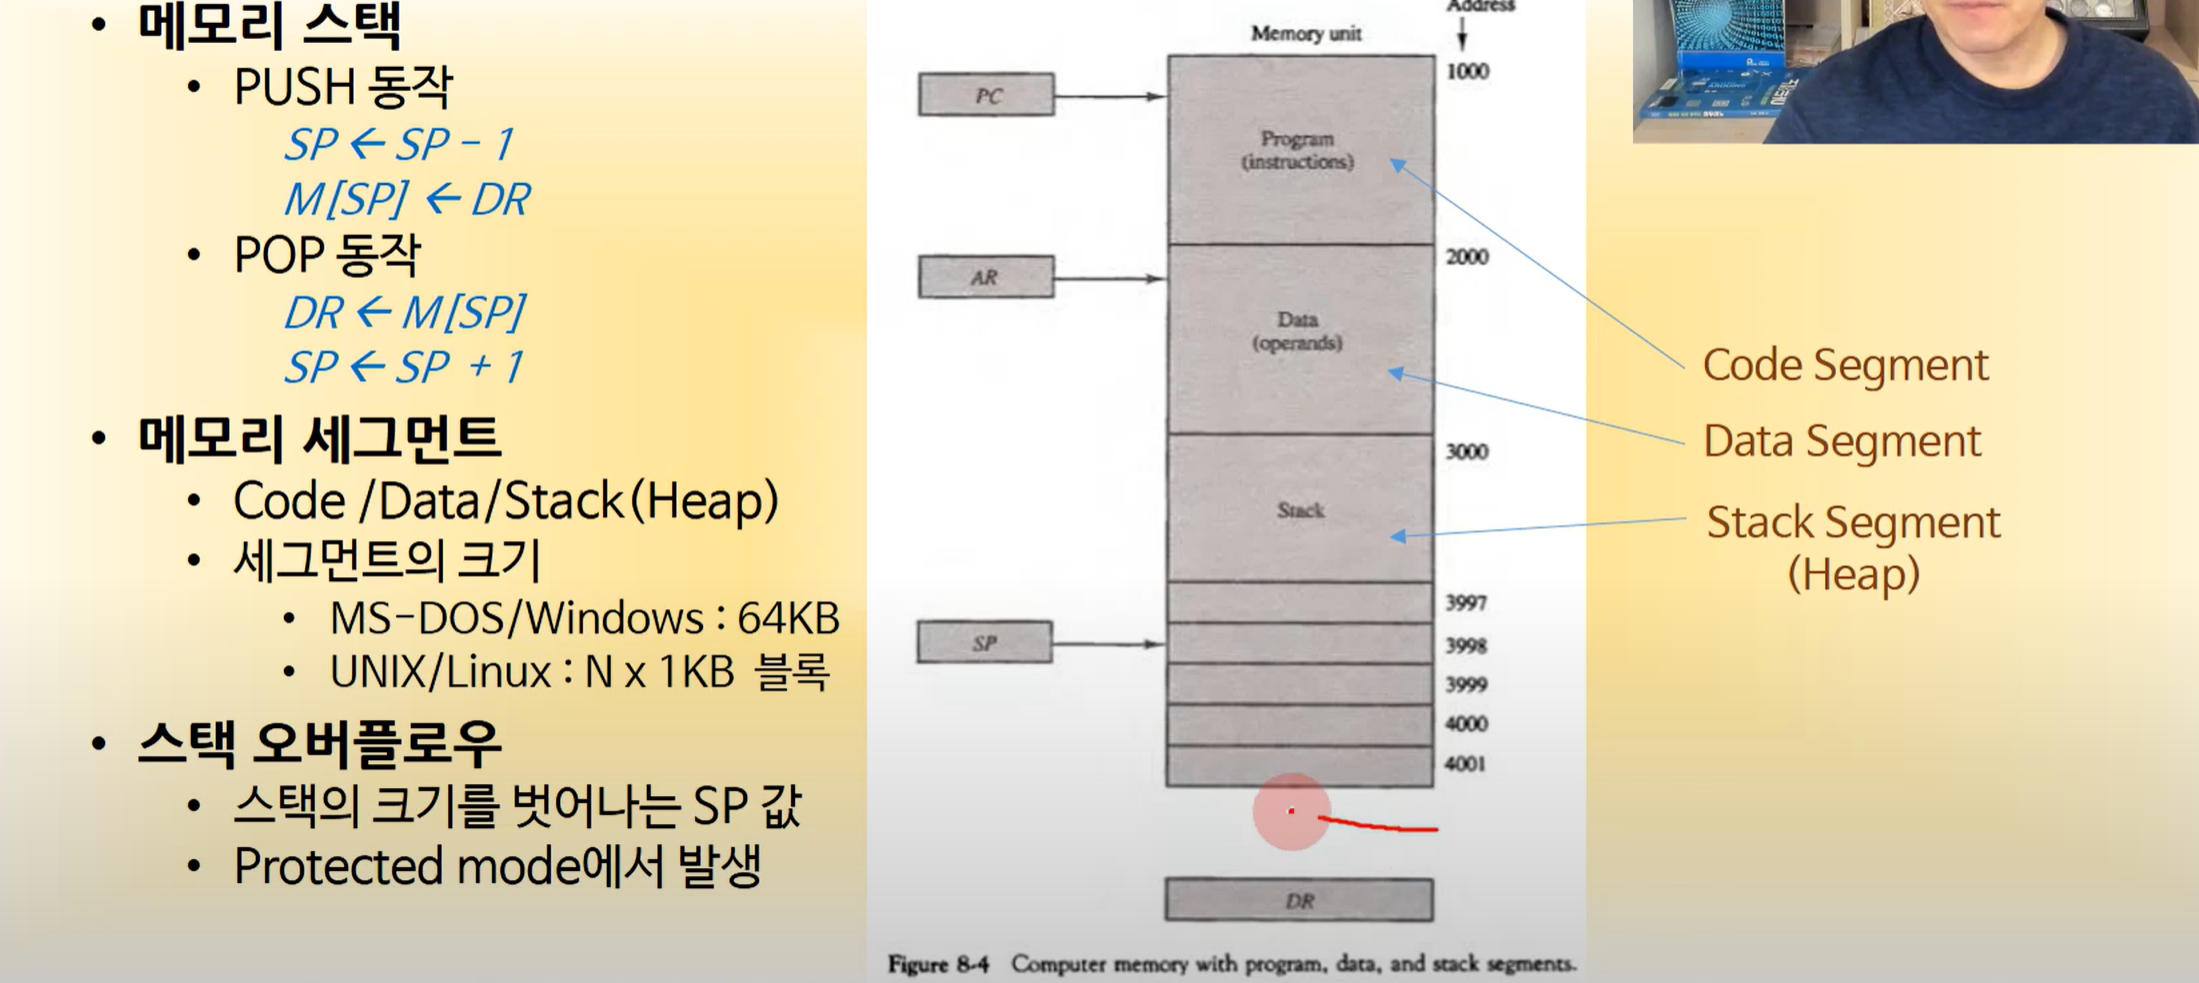 • 메모리 스택
• PUSH 동작
SP ← SP - 1
M[SP] ← DR
• POP 동작
DR ← M[SP]
SP ← SP + 1
• 메모리 세그먼트
• Code /Data/Stack(Heap)
• 세그먼트의 크기
• MS-DOS/Windows : 64KB
• UNIX/Linux : N x 1KB 블록
• 스택 오버플로우
• 스택의 크기를 벗어나는 SP 값
• Protected mode에서 발생
Address
Memory unit
1000
PC
Program
(instructions)
2000
AR
Data
(operands)
3000
Stack
3997
SP
3998
3999
4000
4001
DR
Figure 8-4 Computer memory with program, data, and stack segments.
Code Segment
Data Segment
Stack Segment
(Heap)